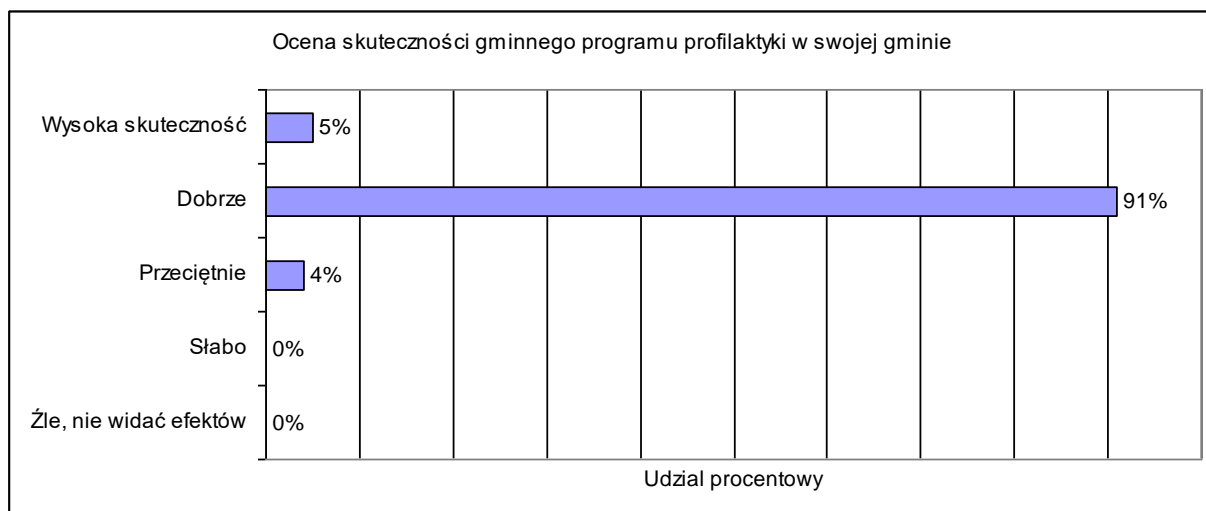 Ocena skuteczności gminnego programu profilaktyki w swojej gminie
Wysoka skuteczność 5%
Dobrze 91%
Przeciętnie 4%
Słabo 0%
Źle, nie widać efektów 0%
Udzial procentowy